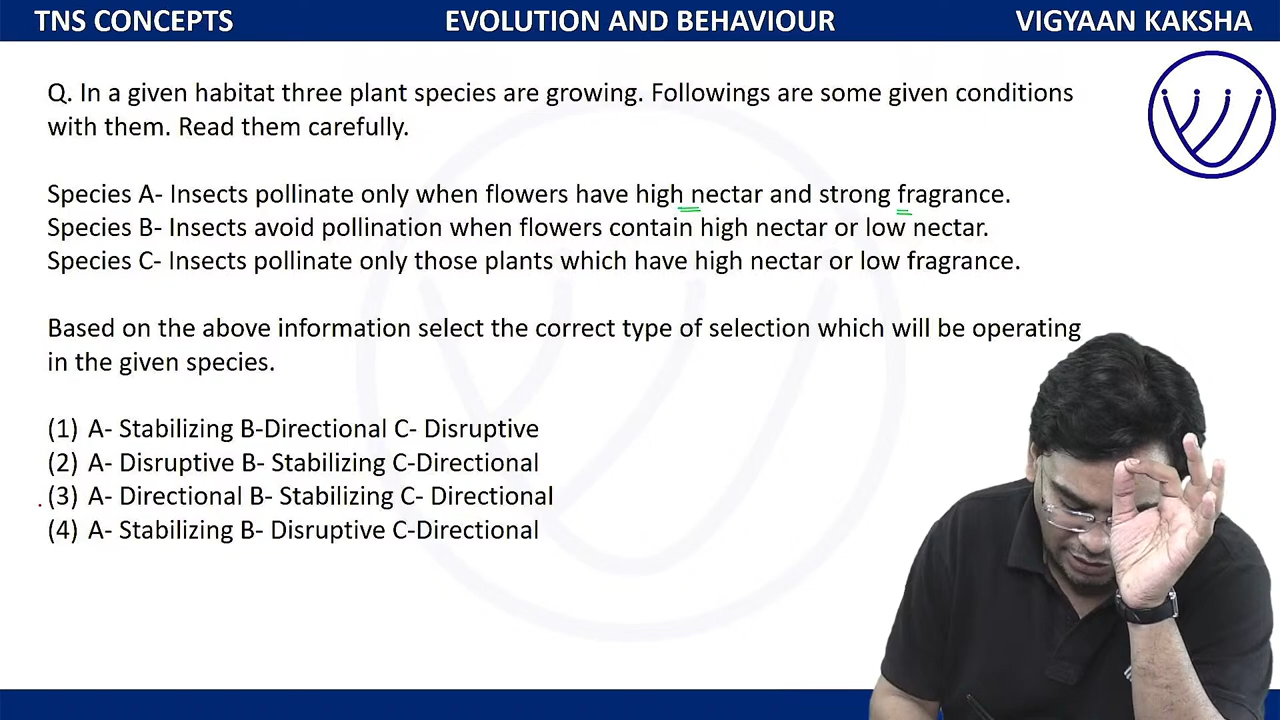 TNS CONCEPTS EVOLUTION AND BEHAVIOUR VIGYAAN KAKSHA
Q. In a given habitat three plant species are growing. Followings are some given conditions
with them. Read them carefully.
Species A- Insects pollinate only when flowers have high nectar and strong fragrance.
Species B- Insects avoid pollination when flowers contain high nectar or low nectar.
Species C- Insects pollinate only those plants which have high nectar or low fragrance.
Based on the above information select the correct type of selection which will be operating
in the given species.
(1) A- Stabilizing B-Directional C- Disruptive
(2) A- Disruptive B- Stabilizing C-Directional
(3) A- Directional B- Stabilizing C- Directional
(4) A- Stabilizing B- Disruptive C-Directional